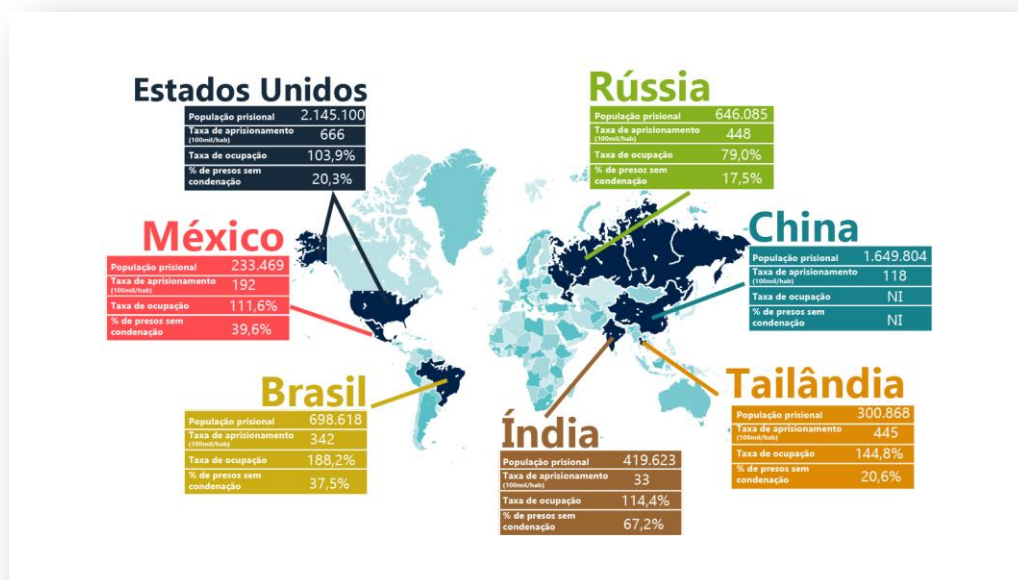 Estados Unidos
População prisional 2.145.100
Taxa de aprisionamento
(100mil/hab) 666
Taxa de ocupação 103,9%
% de presos sem
condenação 20,3%
Rússia
População prisional 646.085
Taxa de aprisionamento
(100mil/hab) 448
Taxa de ocupação 79,0%
% de presos sem
condenação 17,5%
México
População prisional 233.469
Taxa de aprisionamento
(100mil/hab) 192
Taxa de ocupação 111,6%
% de presos sem
condenação 39,6%
China
População prisional 1.649.804
Taxa de aprisionamento
(100mil/hab) 118
Taxa de ocupação NI
% de presos sem
condenação NI
Brasil
População prisional 698.618
Taxa de aprisionamento
(100mil/hab) 342
Taxa de ocupação 188,2%
% de presos sem
condenação 37,5%
Índia
População prisional 419.623
Taxa de aprisionamento
(100mil/hab) 33
Taxa de ocupação 114,4%
% de presos sem
condenação 67,2%
Tailândia
População prisional 300.868
Taxa de aprisionamento
(100mil/hab) 445
Taxa de ocupação 144,8%
% de presos sem
condenação 20,6%